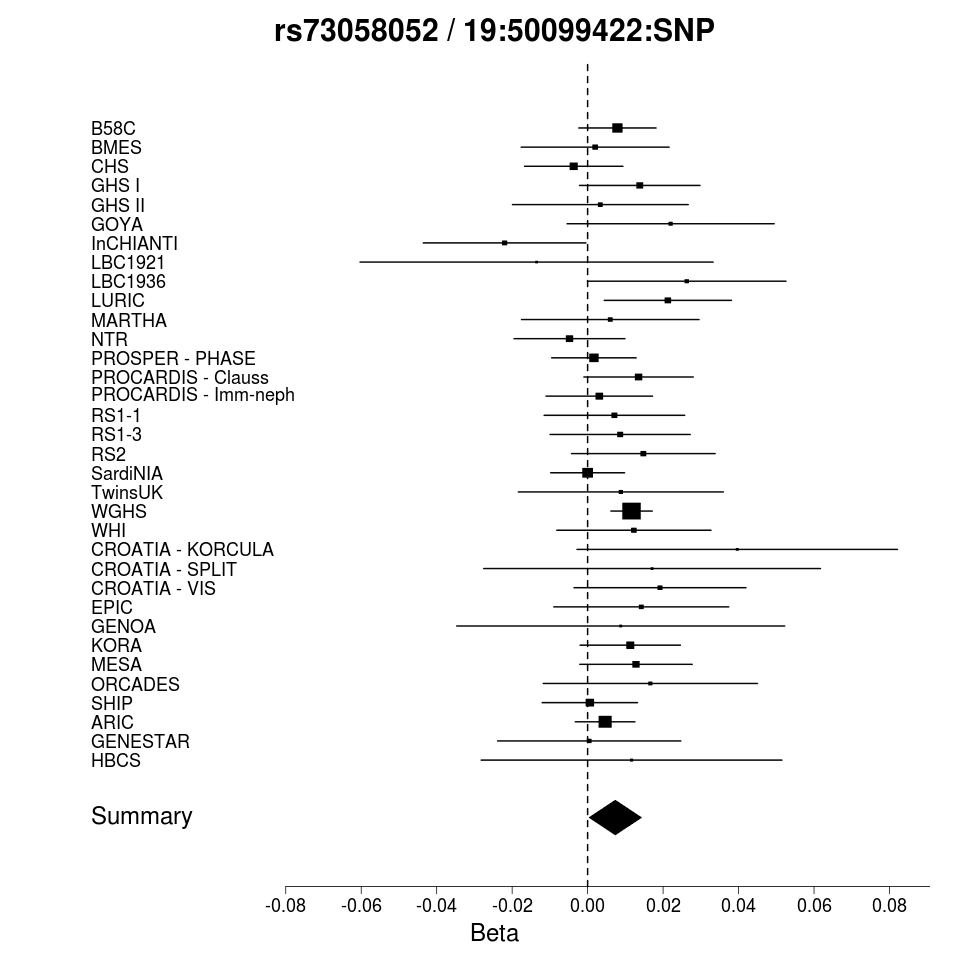 rs73058052 / 19:50099422:SNP
B58C
BMES
CHS
GHS I
GHS II
GOYA
InCHIANTI
LBC1921
LBC1936
LURIC
MARTHA
NTR
PROSPER - PHASE
PROCARDIS - Clauss
PROCARDIS - Imm-neph
RS1-1
RS1-3
RS2
SardiNIA
TwinsUK
WGHS
WHI
CROATIA - KORCULA
CROATIA - SPLIT
CROATIA - VIS
EPIC
GENOA
KORA
MESA
ORCADES
SHIP
ARIC
GENESTAR
HBCS
Summary
-0.08 -0.06 -0.04 -0.02 0.00 0.02 0.04 0.06 0.08
Beta